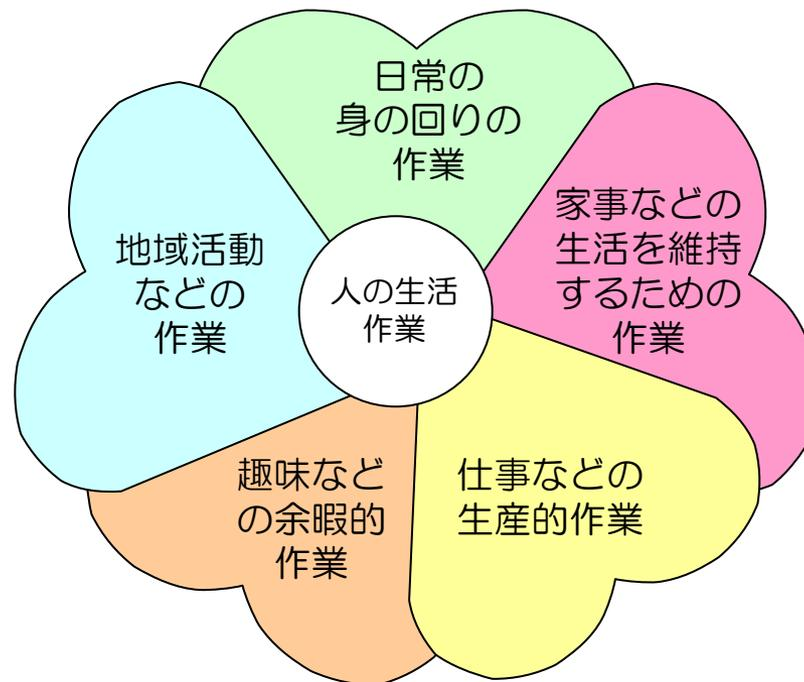 日常の
身の回りの
作業
家事などの
生活を維持
するための
作業
地域活動
などの
作業
人の生活
作業
趣味など
の余暇的
作業
仕事などの
生産的作業